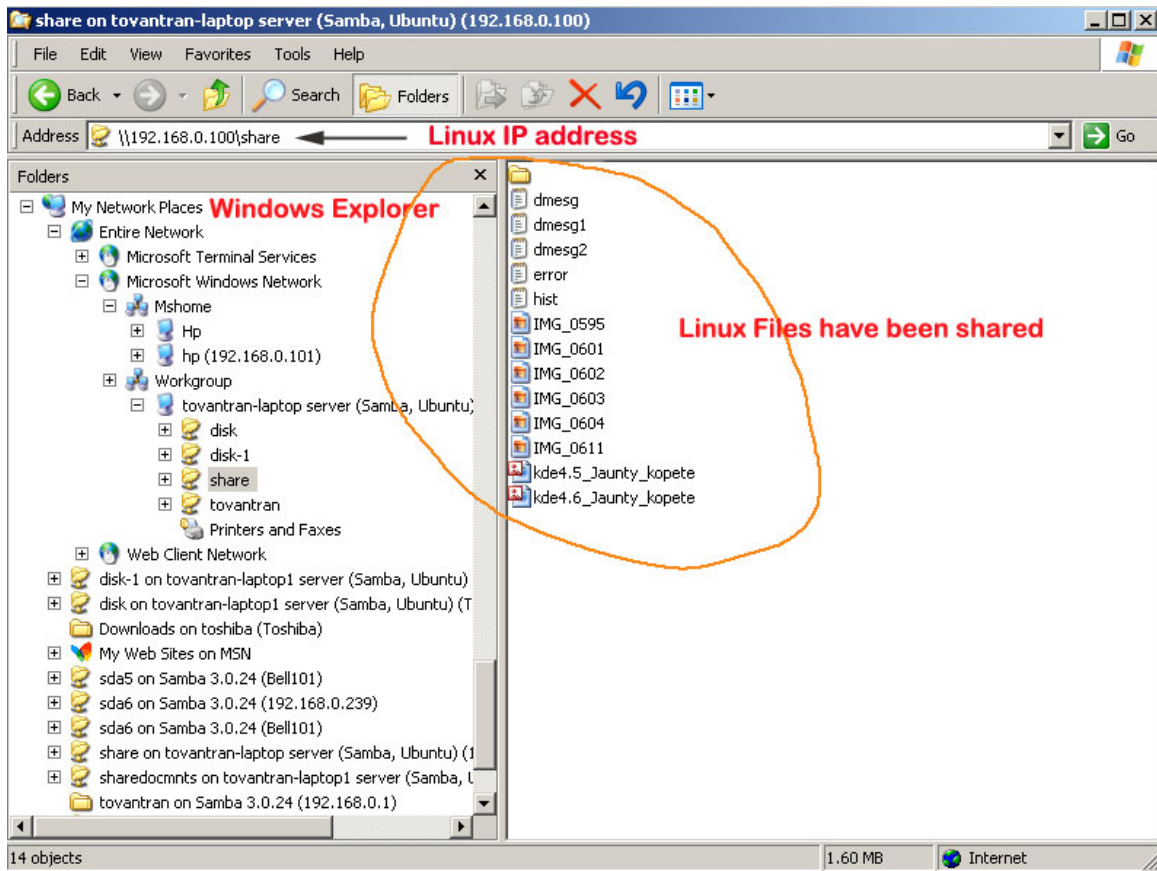 share on tovantran-laptop server (Samba, Ubuntu) (192.168.0.100)
File Edit View Favorites Tools Help
Back Search Folders
Address \\192.168.0.100\share Linux IP address Go
Folders
My Network Places Windows Explorer
Entire Network
Microsoft Terminal Services
Microsoft Windows Network
Mshome
Hp
hp (192.168.0.101)
Workgroup
tovantran-laptop server (Samba, Ubuntu)
disk
disk-1
share
tovantran
Printers and Faxes
Web Client Network
disk-1 on tovantran-laptop1 server (Samba, Ubuntu)
disk on tovantran-laptop1 server (Samba, Ubuntu) (T
Downloads on toshiba (Toshiba)
My Web Sites on MSN
sda5 on Samba 3.0.24 (Bell101)
sda6 on Samba 3.0.24 (192.168.0.239)
sda6 on Samba 3.0.24 (Bell101)
share on tovantran-laptop server (Samba, Ubuntu) (1
sharedocmnts on tovantran-laptop1 server (Samba, U
tovantran on Samba 3.0.24 (192.168.0.1)
dmesg
dmesg1
dmesg2
error
hist
IMG_0595
Linux Files have been shared
IMG_0601
IMG_0602
IMG_0603
IMG_0604
IMG_0611
kde4.5_Jaunty_kopete
kde4.6_Jaunty_kopete
14 objects 1.60 MB Internet